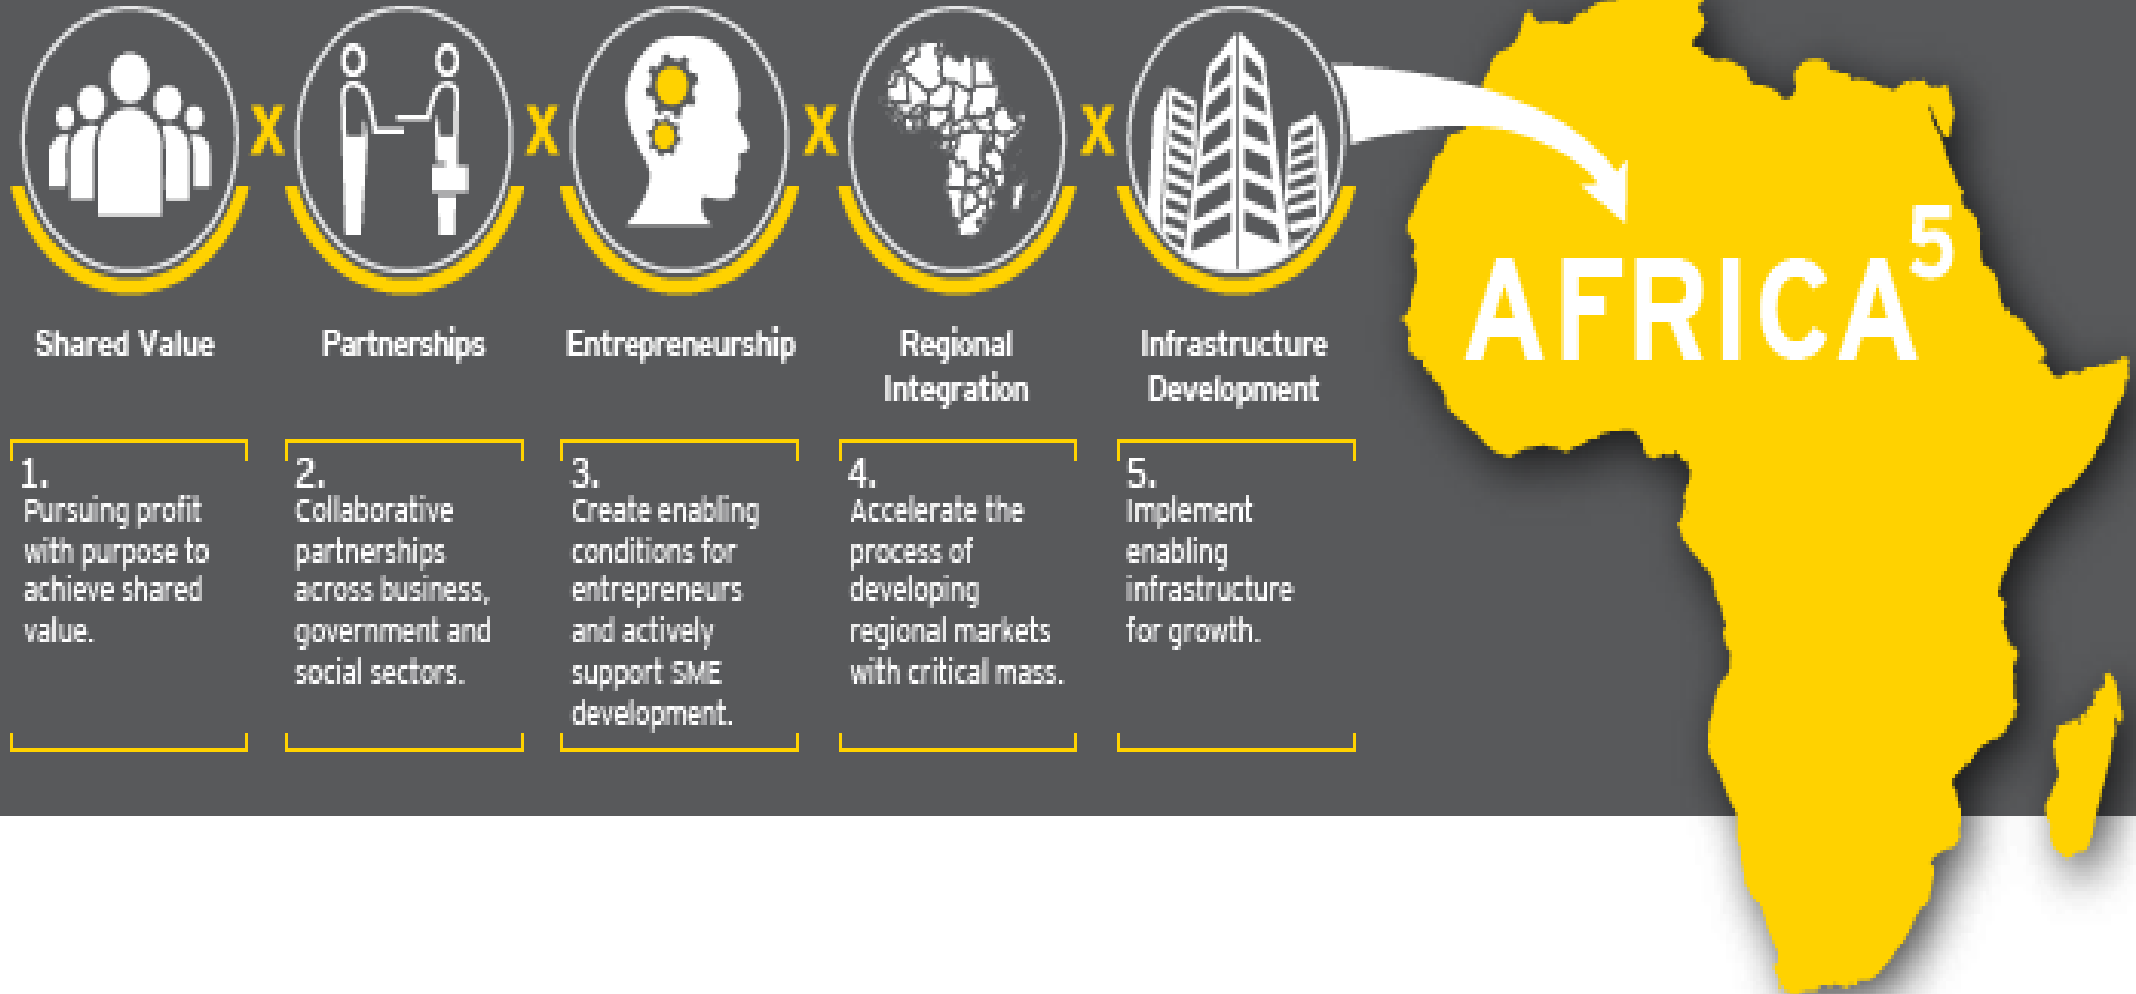 X X X X
AFRICA5
Shared Value
Partnerships
Entrepreneurship
Regional
Integration
Infrastructure
Development
1.
Pursuing profit
with purpose to
achieve shared
value.
2.
Collaborative
partnerships
across business,
government and
social sectors.
3.
Create enabling
conditions for
entrepreneurs
and actively
support SME
development.
4.
Accelerate the
process of
developing
regional markets
with critical mass.
5.
Implement
enabling
infrastructure
for growth.